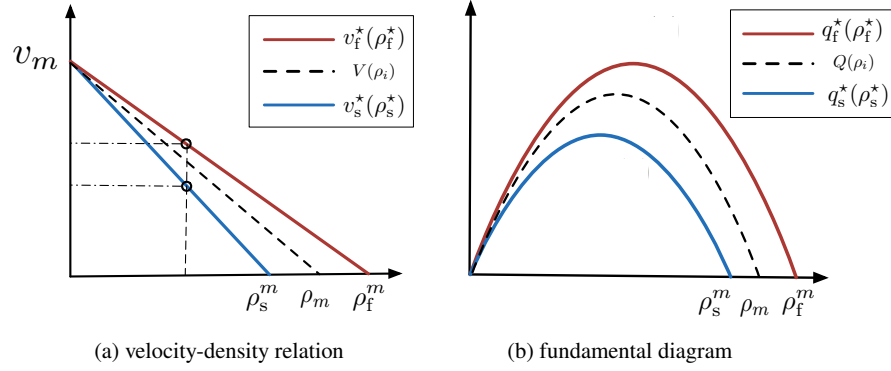 v_m
v_f^⋆(ρ_f^⋆)
V(ρ_i)
v_s^⋆(ρ_s^⋆)
ρ_s^m ρ_m ρ_f^m
(a) velocity-density relation
q_f^⋆(ρ_f^⋆)
Q(ρ_i)
q_s^⋆(ρ_s^⋆)
ρ_s^m ρ_m ρ_f^m
(b) fundamental diagram